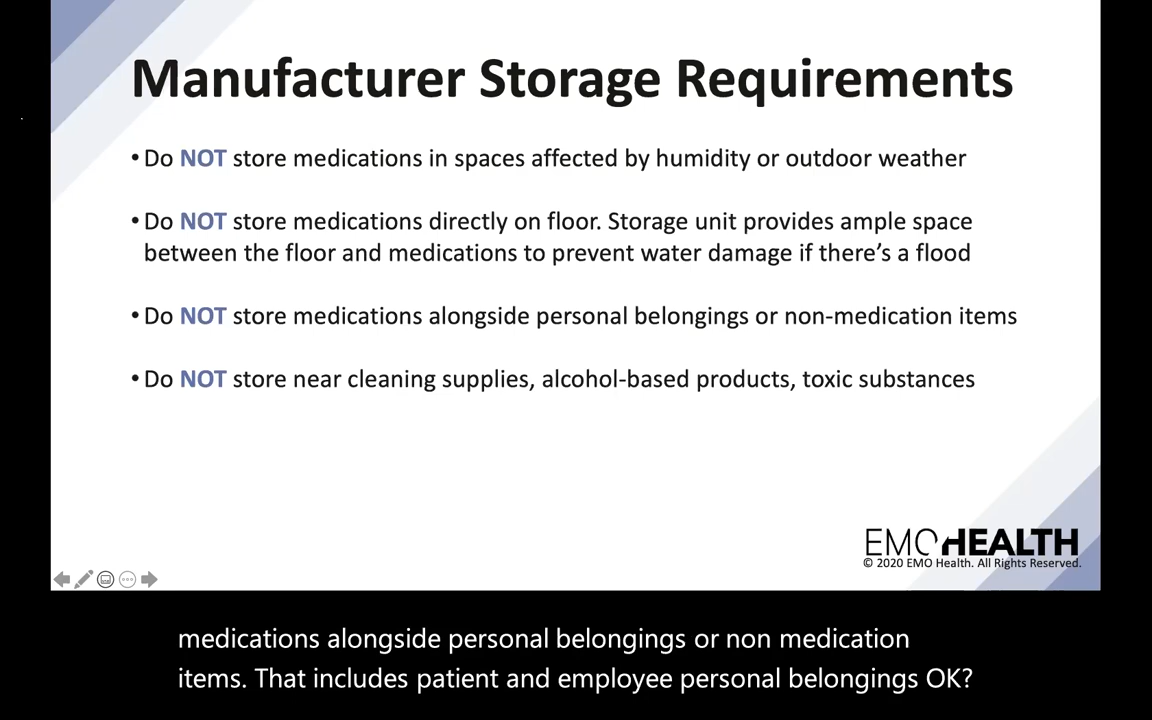 Manufacturer Storage Requirements
• Do NOT store medications in spaces affected by humidity or outdoor weather
• Do NOT store medications directly on floor. Storage unit provides ample space
between the floor and medications to prevent water damage if there’s a flood
• Do NOT store medications alongside personal belongings or non-medication items
• Do NOT store near cleaning supplies, alcohol-based products, toxic substances
EMOHEALTH
© 2020 EMO Health. All Rights Reserved.
medications alongside personal belongings or non medication
items. That includes patient and employee personal belongings OK?